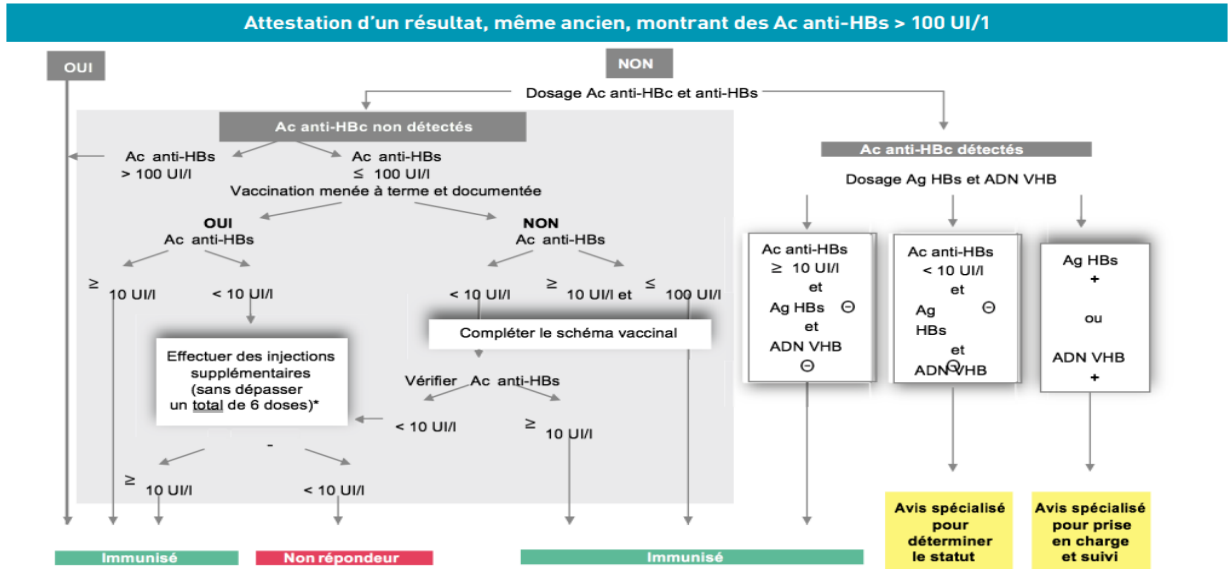 Attestation d'un résultat, même ancien, montrant des Ac anti-HBs > 100 UI/1
OUI
NON
Dosage Ac anti-HBc et anti-HBs
Ac anti-HBc non détectés
Ac anti-HBc détectés
Ac anti-HBs
> 100 UI/l
Ac anti-HBs
≤ 100 UI/l
Dosage Ag HBs et ADN VHB
Vaccination menée à terme et documentée
OUI
Ac anti-HBs
NON
Ac anti-HBs
≥ 10 UI/l
< 10 UI/l
< 10 UI/l
≥ 10 UI/l et
≤ 100 UI/l
Ac anti-HBs
≥ 10 UI/l
et
Ag HBs ⊖
et
ADN VHB
⊖
Ac anti-HBs
< 10 UI/l
et
Ag ⊖
HBs
et
ADN VHB
⊖
Ag HBs
+
ou
ADN VHB
+
Compléter le schéma vaccinal
Effectuer des injections
supplémentaires
(sans dépasser
un total de 6 doses)*
Vérifier Ac anti-HBs
< 10 UI/l
≥ 10 UI/l
-
≥ 10 UI/l
< 10 UI/l
Avis spécialisé
pour
déterminer
le statut
Avis spécialisé
pour prise
en charge
et suivi
Immunisé
Non répondeur
Immunisé